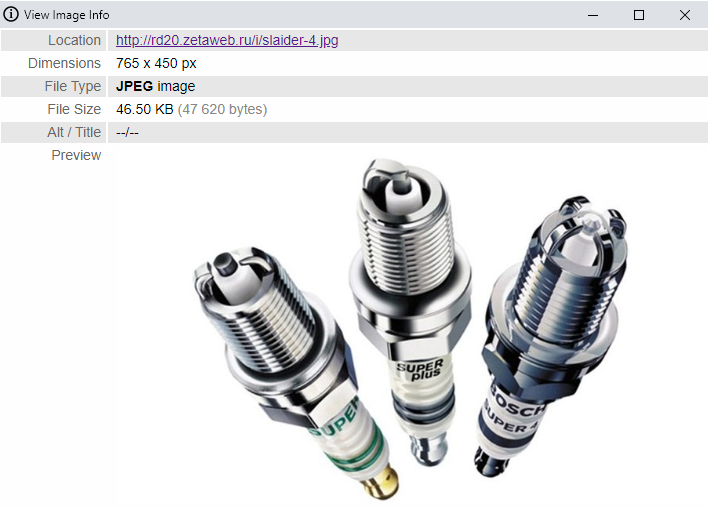 View Image Info
Location http://rd20.zetaweb.ru/i/slaider-4.jpg
Dimensions 765 x 450 px
File Type JPEG image
File Size 46.50 KB (47 620 bytes)
Alt / Title --/--
Preview
SUPER
plus
SUPER
BOSCH
SUPER 4